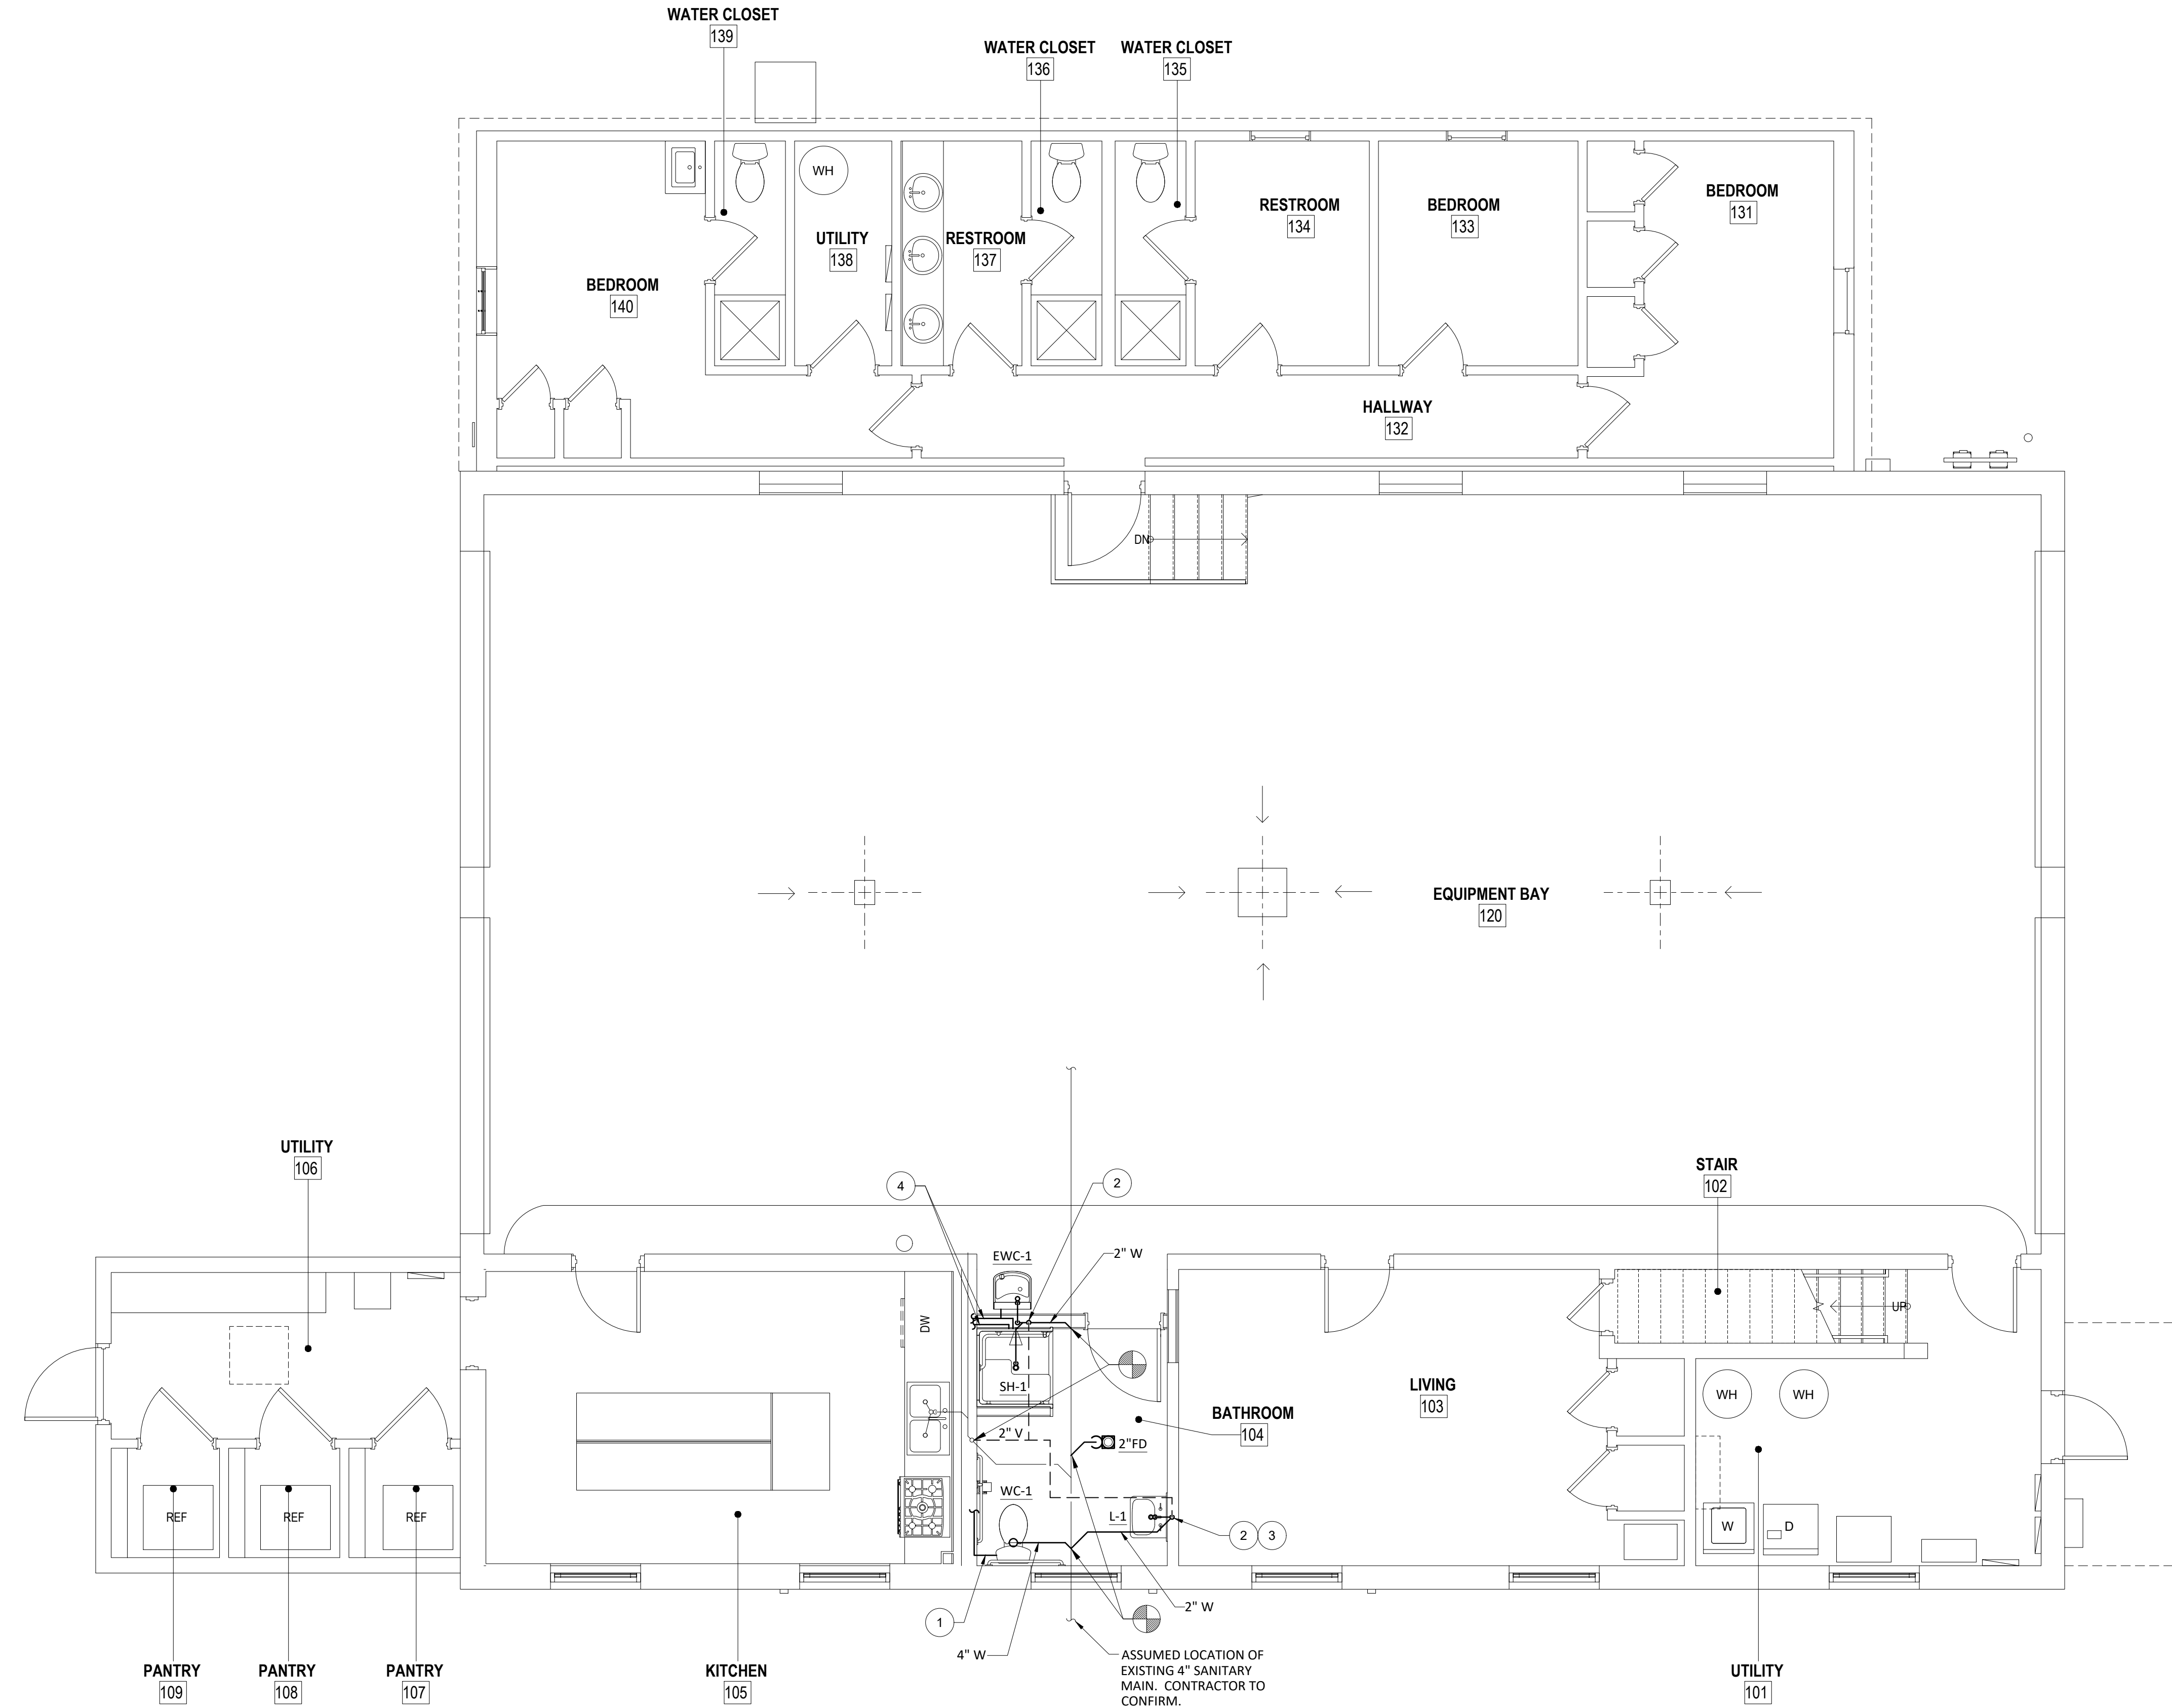 WATER CLOSET
139
WATER CLOSET
136
WATER CLOSET
135
WH
BEDROOM
131
RESTROOM
134
BEDROOM
133
UTILITY
138
RESTROOM
137
BEDROOM
140
HALLWAY
132
DN
EQUIPMENT BAY
120
UTILITY
106
STAIR
102
4
2
EWC-1
2" W
UP
DW
SH-1
LIVING
103
WH
WH
BATHROOM
104
2" V
2"FD
WC-1
L-1
REF
REF
REF
2
3
W
D
1
2" W
4" W
ASSUMED LOCATION OF
EXISTING 4" SANITARY
MAIN. CONTRACTOR TO
CONFIRM.
PANTRY
109
PANTRY
108
PANTRY
107
KITCHEN
105
UTILITY
101